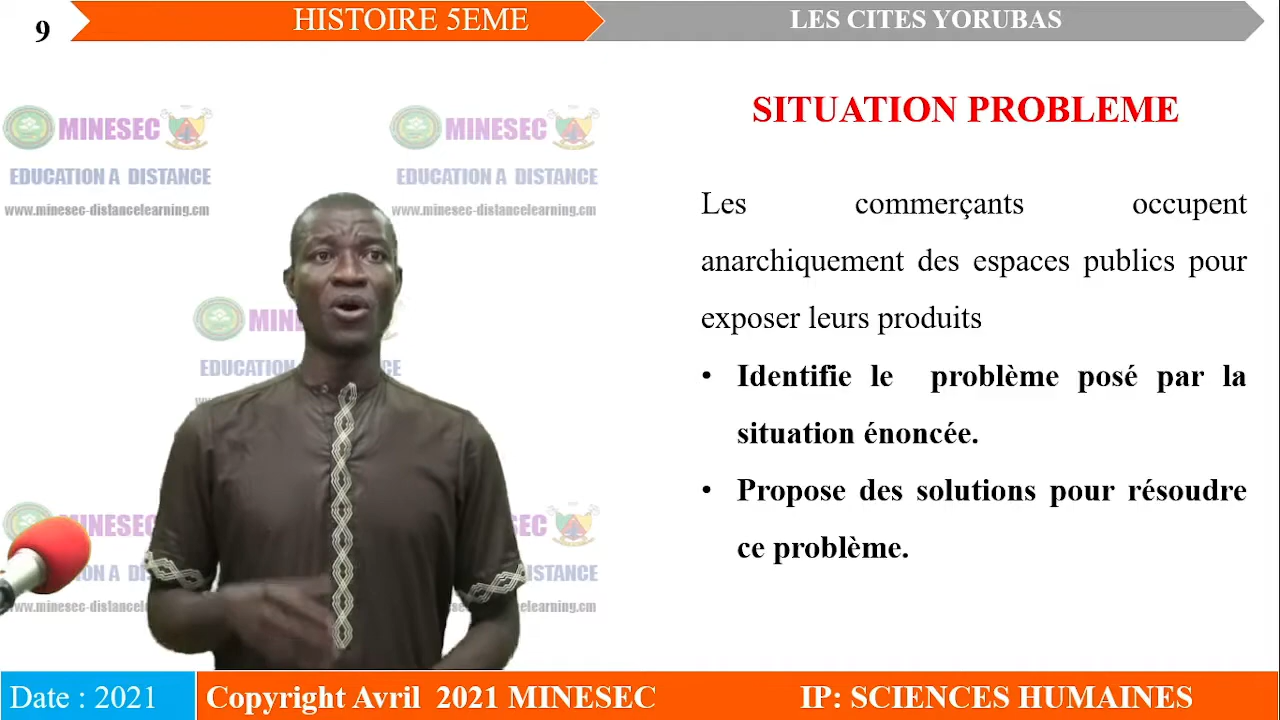 9
HISTOIRE 5EME
LES CITES YORUBAS
SITUATION PROBLEME
MINESEC
MINESEC
EDUCATION A DISTANCE
EDUCATION A DISTANCE
www.minesec-distancelearning.cm
www.minesec-distancelearning.cm
Les commerçants occupent
anarchiquement des espaces publics pour
exposer leurs produits
• Identifie le problème posé par la
situation énoncée.
• Propose des solutions pour résoudre
ce problème.
Date : 2021
Copyright Avril 2021 MINESEC
IP: SCIENCES HUMAINES